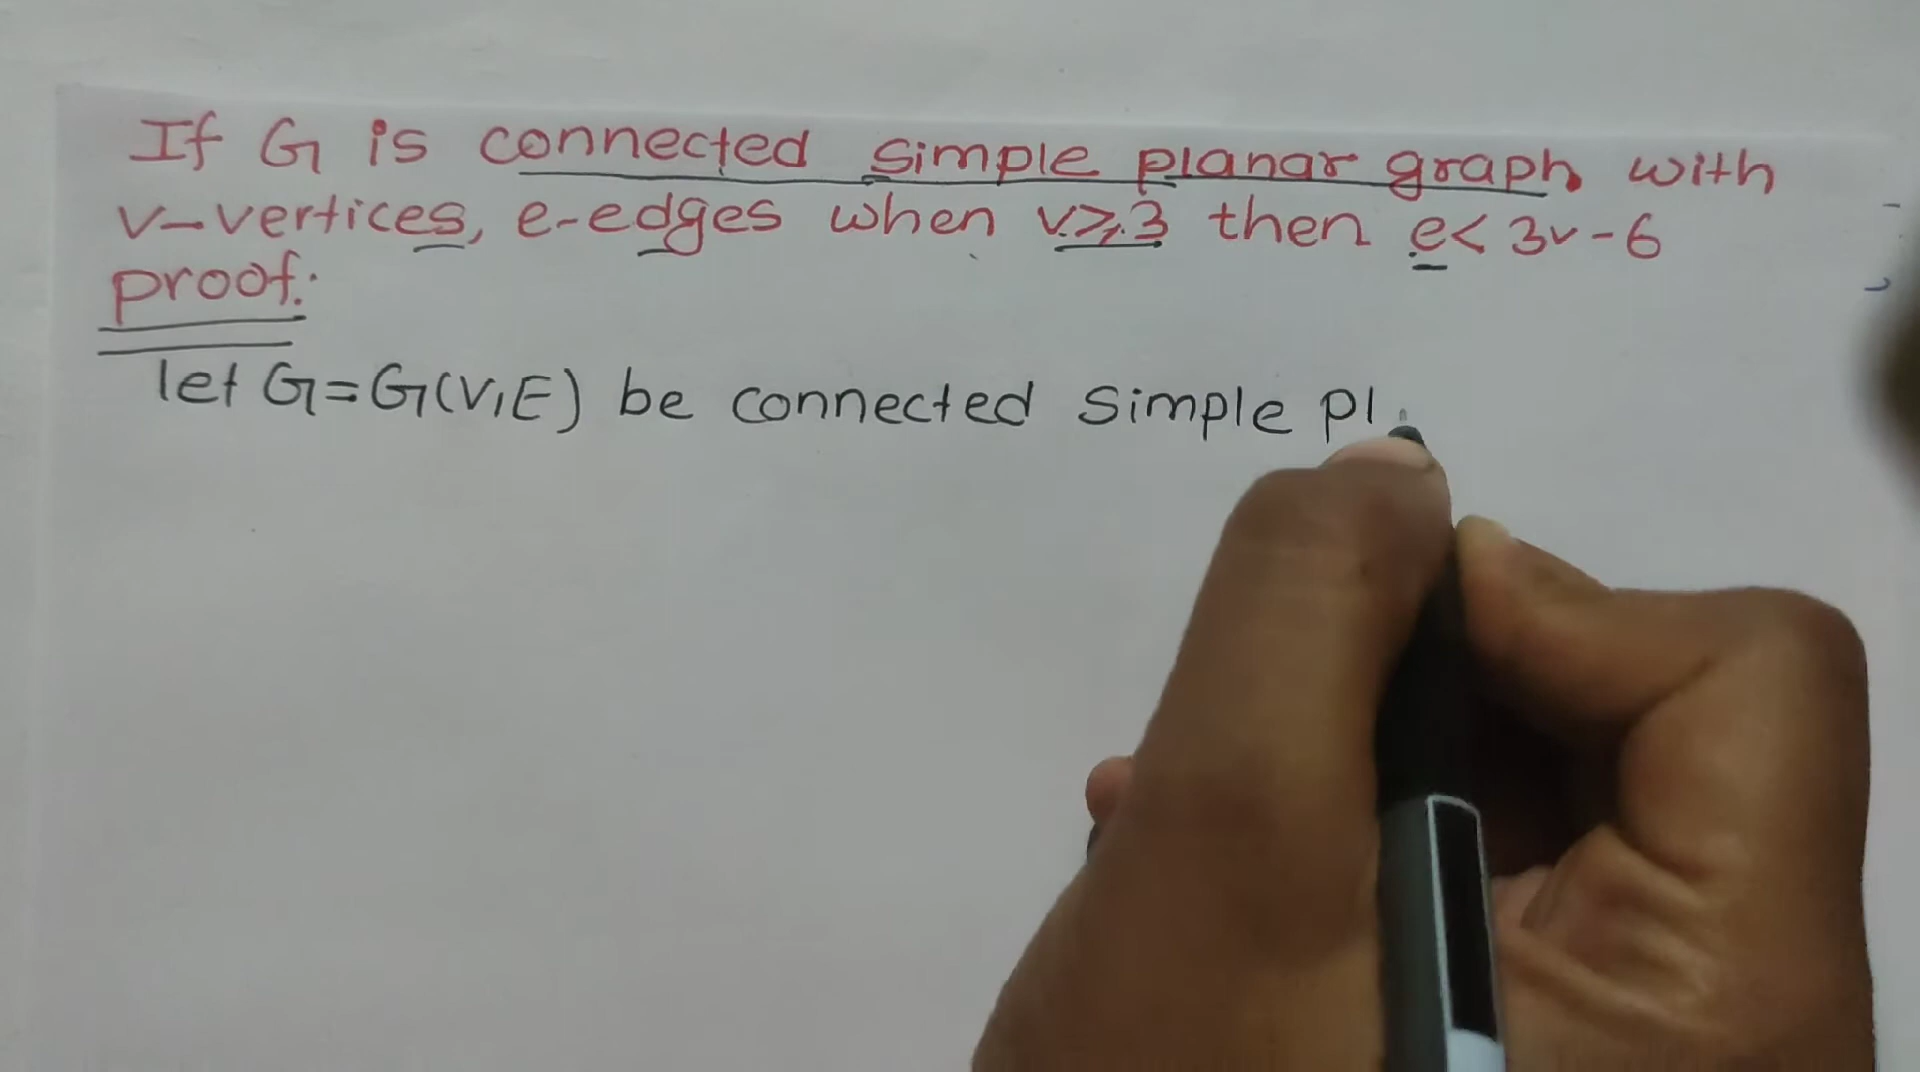 If G is connected simple planar graph with
v-vertices, e-edges when v≥3 then e< 3v-6
proof:
let G=G(V,E) be connected simple pl